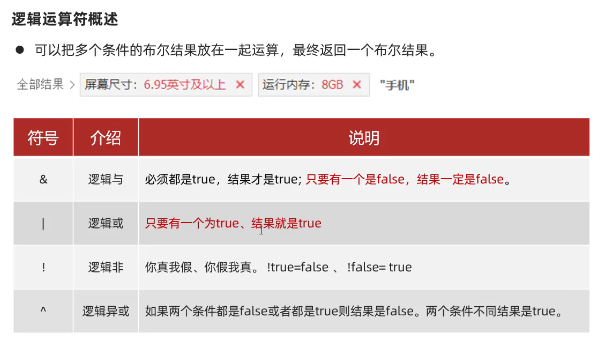 逻辑运算符概述
● 可以把多个条件的布尔结果放在一起运算，最终返回一个布尔结果。
全部结果 > 屏幕尺寸：6.95英寸及以上 × 运行内存：8GB × "手机"
符号 介绍 说明
& 逻辑与 必须都是true，结果才是true; 只要有一个是false，结果一定是false。
| 逻辑或 只要有一个为true、结果就是true
! 逻辑非 你真我假、你假我真。 !true=false 、 !false= true
^ 逻辑异或 如果两个条件都是false或者都是true则结果是false。两个条件不同结果是true。